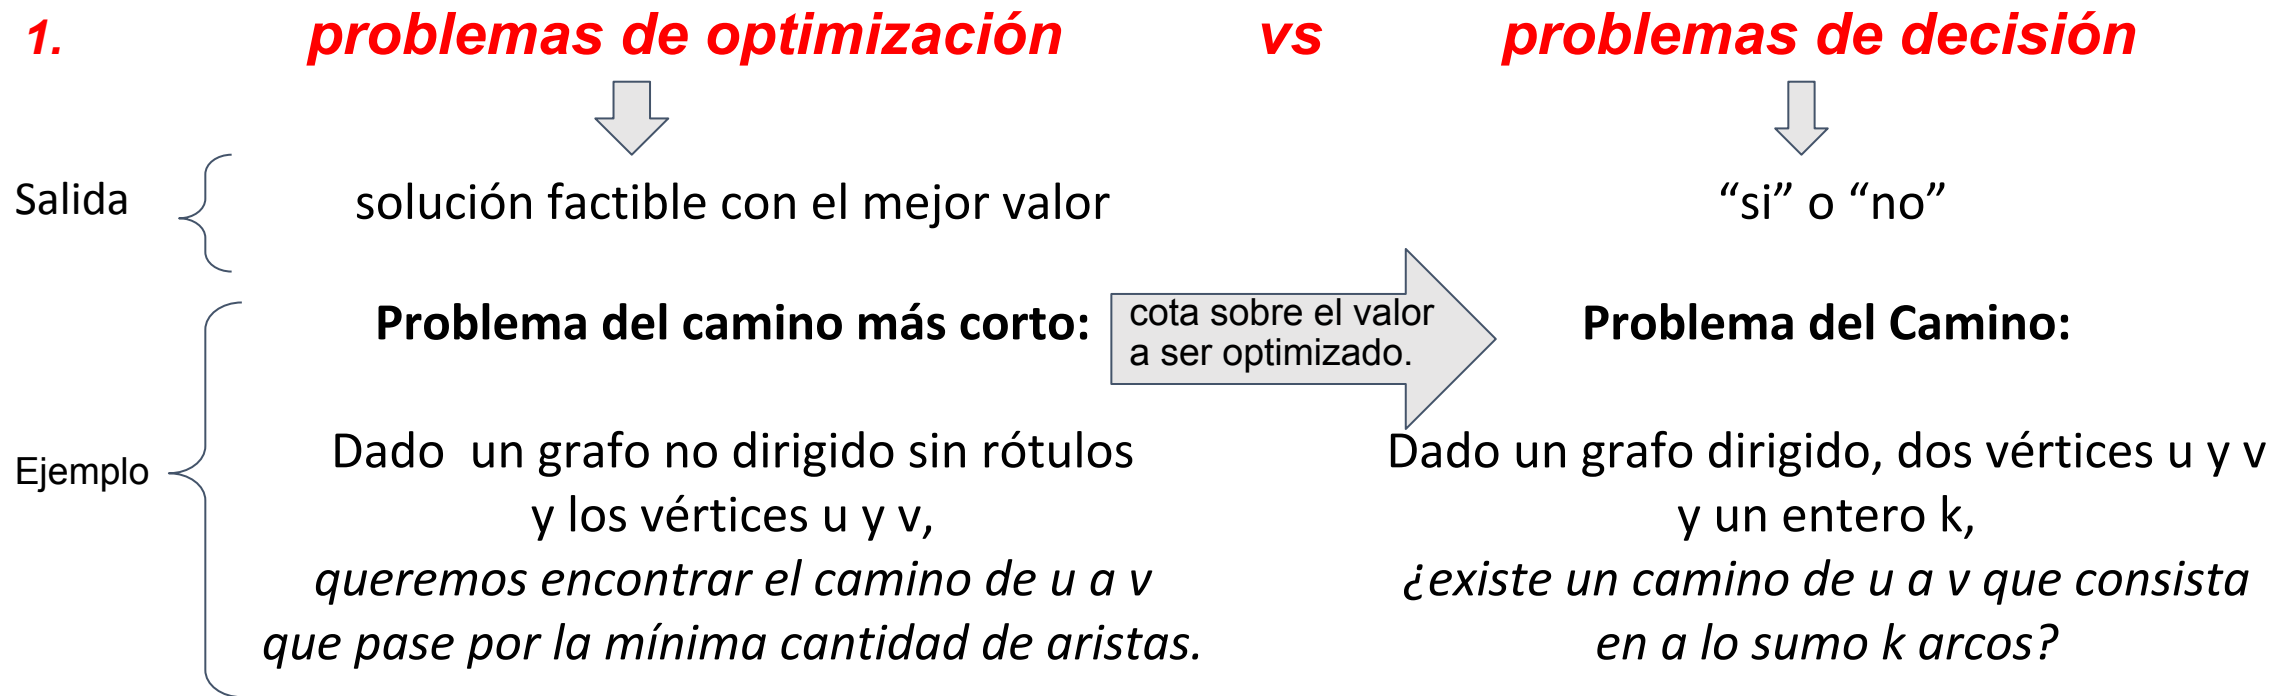 1. problemas de optimización vs problemas de decisión
Salida solución factible con el mejor valor “si” o “no”
Problema del camino más corto:
cota sobre el valor
a ser optimizado.
Problema del Camino:
Ejemplo
Dado un grafo no dirigido sin rótulos
y los vértices u y v,
queremos encontrar el camino de u a v
que pase por la mínima cantidad de aristas.
Dado un grafo dirigido, dos vértices u y v
y un entero k,
¿existe un camino de u a v que consista
en a lo sumo k arcos?